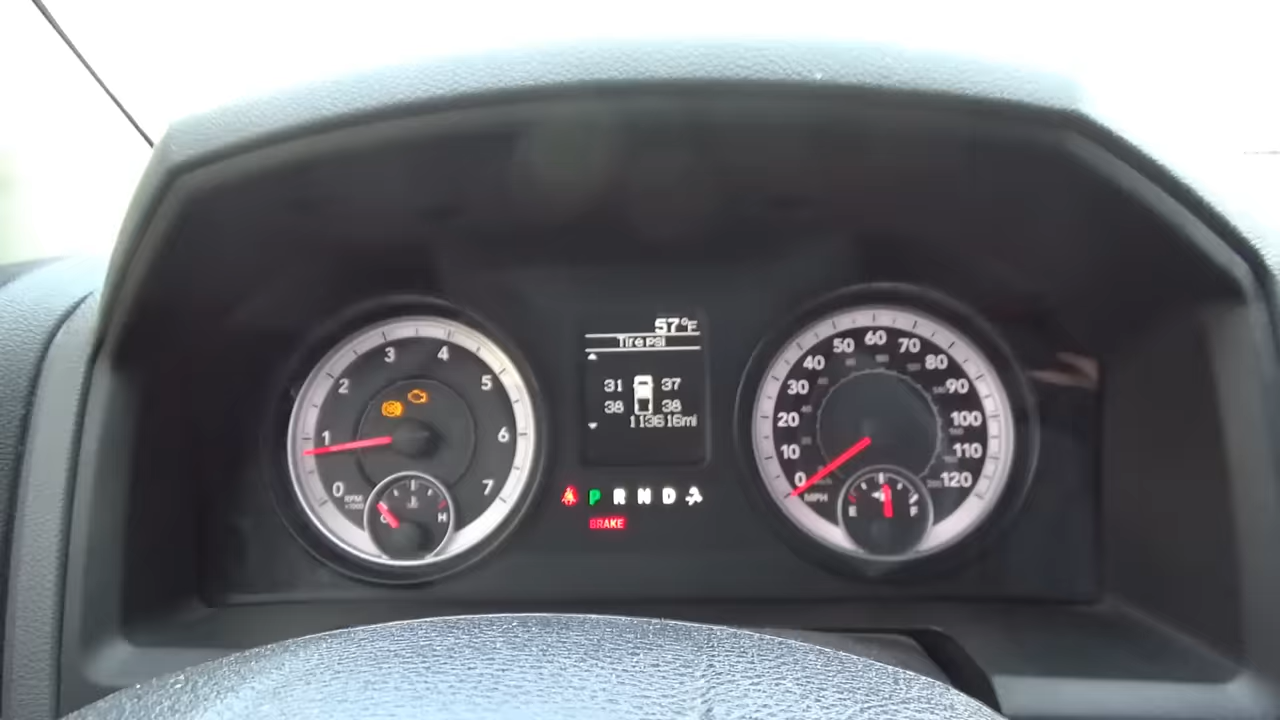 57°F
Tire psi
31 37
38 38
113616mi
0 1 2 3 4 5 6 7
RPM
x1000
C H
P R N D
BRAKE
0 10 20 30 40 50 60 70 80 90 100 110 120
MPH
E F